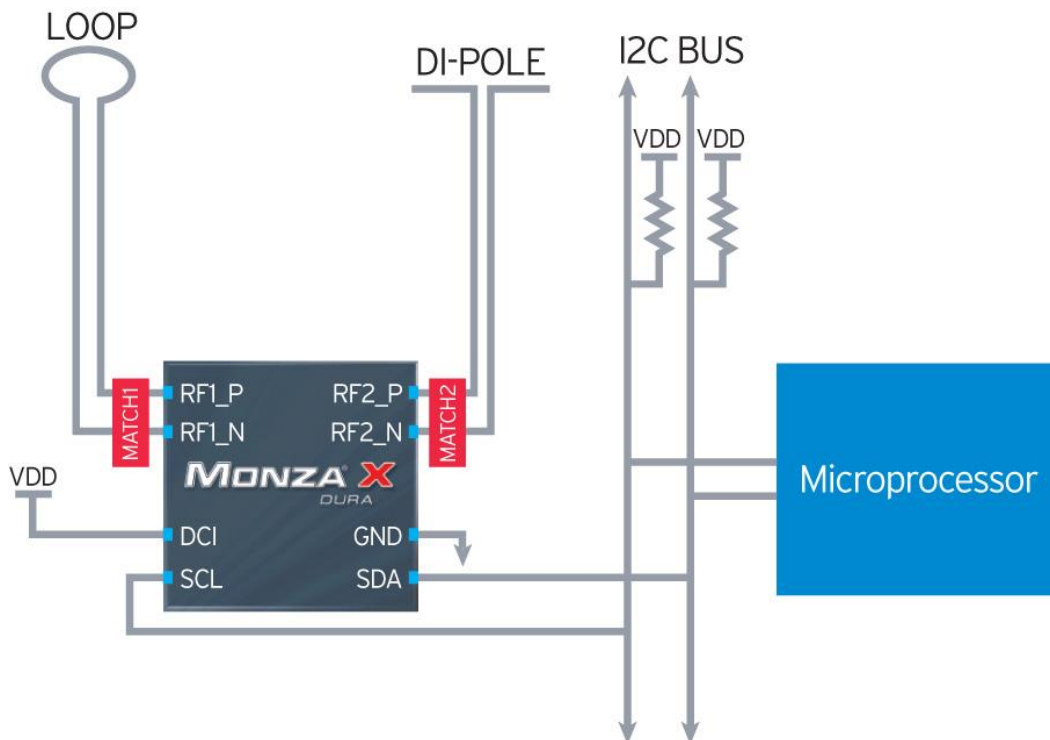 LOOP
DI-POLE
I2C BUS
VDD
VDD
MATCH1
RF1_P
RF1_N
RF2_P
RF2_N
MATCH2
MONZA® X
DURA
VDD
DCI
SCL
GND
SDA
Microprocessor